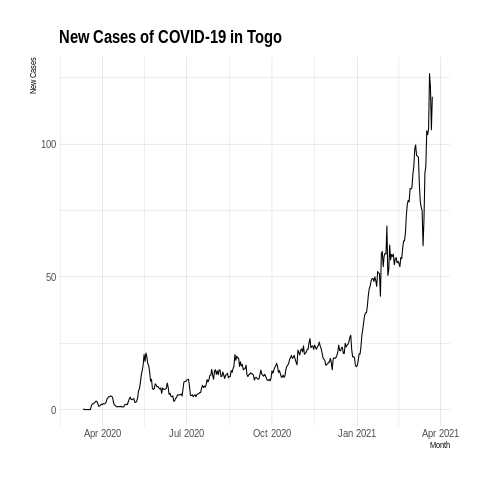 New Cases of COVID-19 in Togo
New Cases
100
50
0
Apr 2020
Jul 2020
Oct 2020
Jan 2021
Apr 2021
Month